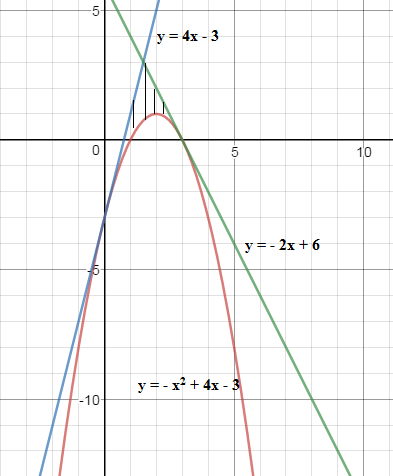 5
y = 4x - 3
0
5
10
y = - 2x + 6
-5
y = - x² + 4x - 3
-10